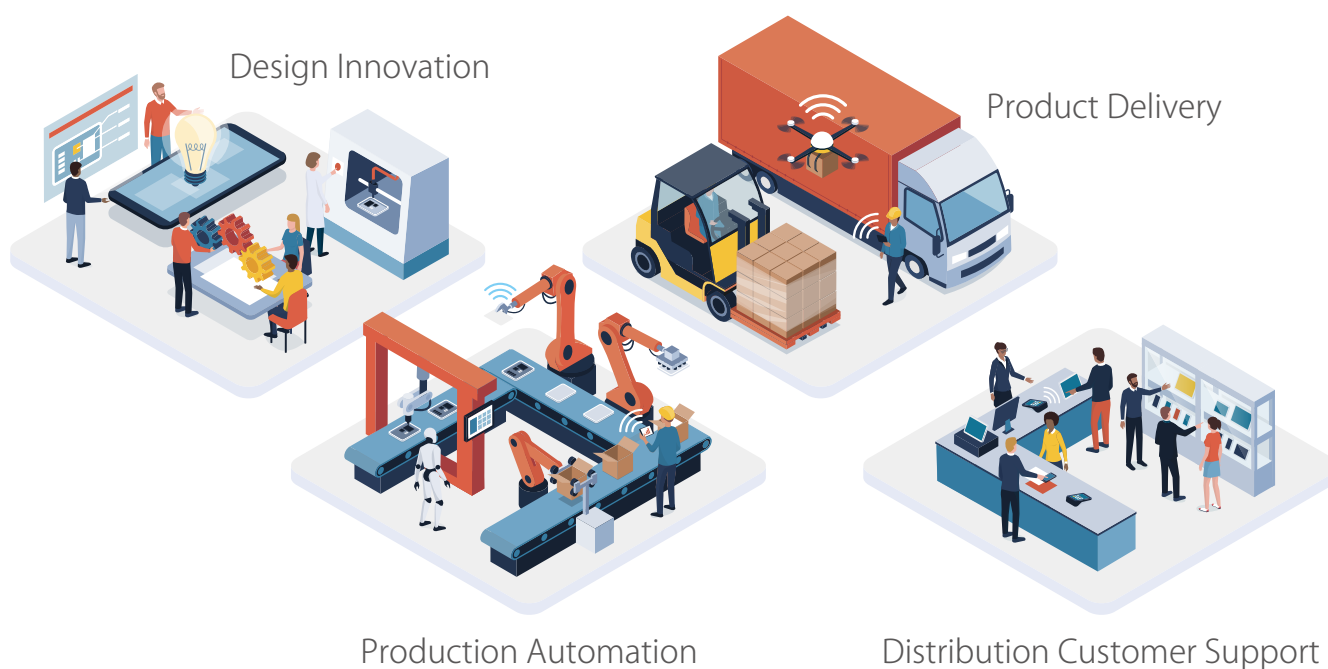 Design Innovation
Product Delivery
Production Automation
Distribution Customer Support